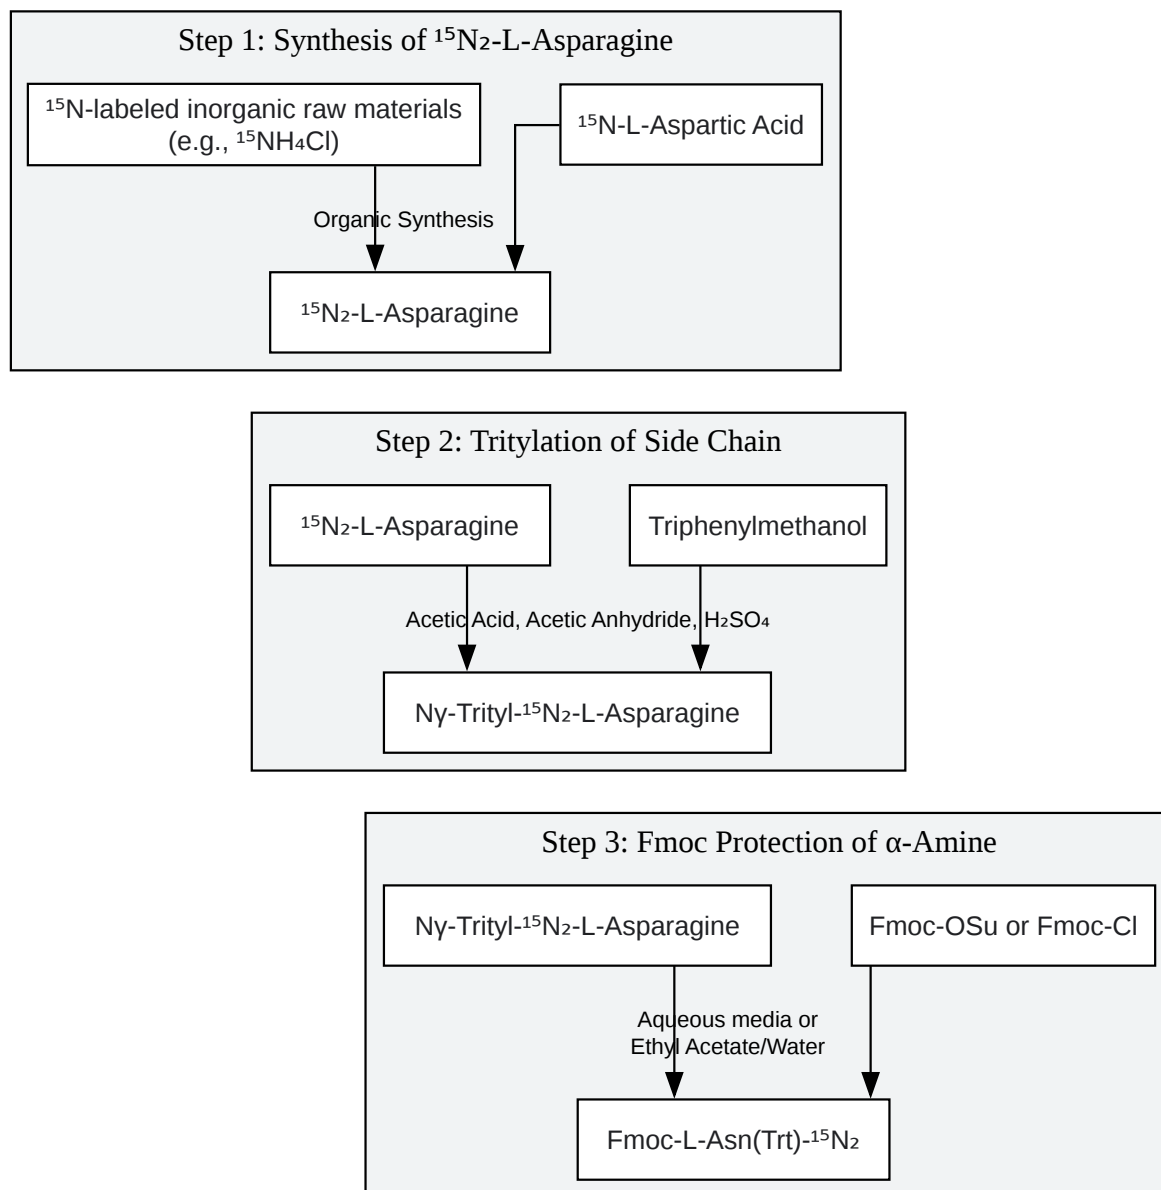 Step 1: Synthesis of ¹⁵N₂-L-Asparagine
¹⁵N-labeled inorganic raw materials
(e.g., ¹⁵NH₄Cl)
¹⁵N-L-Aspartic Acid
Organic Synthesis
¹⁵N₂-L-Asparagine
Step 2: Tritylation of Side Chain
¹⁵N₂-L-Asparagine
Triphenylmethanol
Acetic Acid, Acetic Anhydride, H₂SO₄
Nγ-Trityl-¹⁵N₂-L-Asparagine
Step 3: Fmoc Protection of α-Amine
Nγ-Trityl-¹⁵N₂-L-Asparagine
Fmoc-OSu or Fmoc-Cl
Aqueous media or
Ethyl Acetate/Water
Fmoc-L-Asn(Trt)-¹⁵N₂